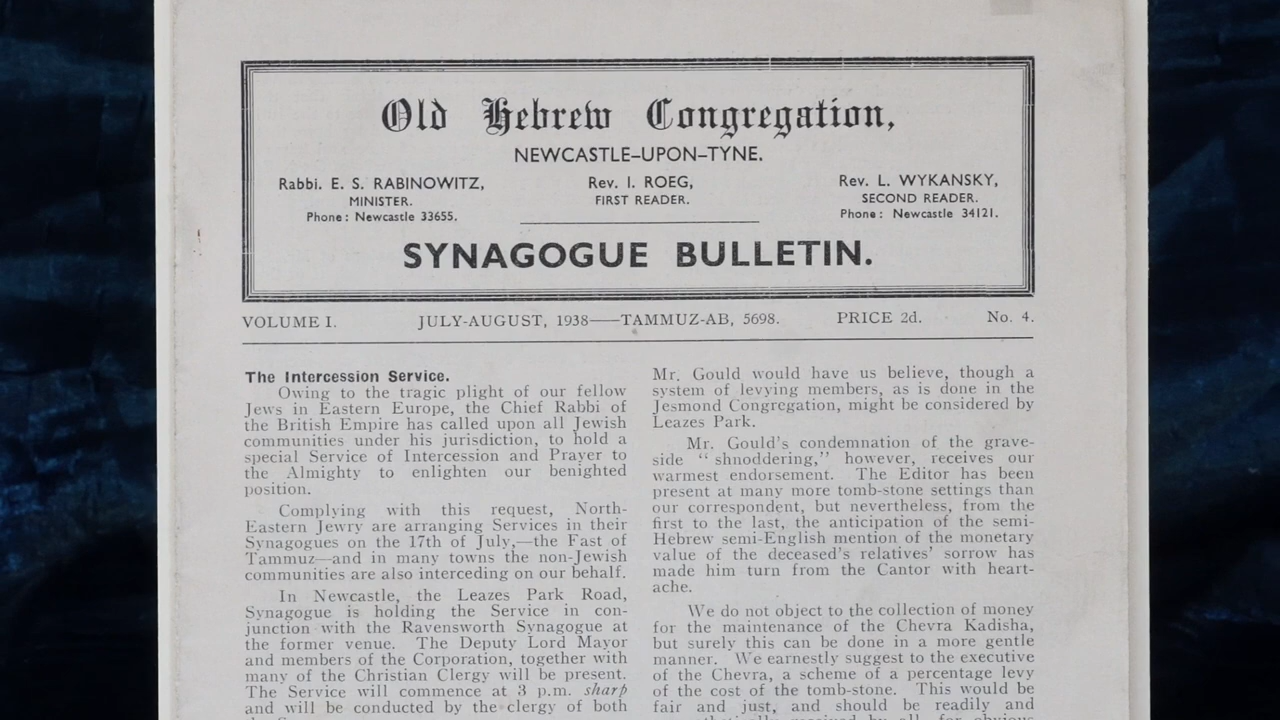 Old Hebrew Congregation,
NEWCASTLE-UPON-TYNE.
Rabbi. E. S. RABINOWITZ,
MINISTER.
Phone: Newcastle 33655.
Rev. I. ROEG,
FIRST READER.
Rev. L. WYKANSKY,
SECOND READER.
Phone: Newcastle 34121.
SYNAGOGUE BULLETIN.
VOLUME I. JULY-AUGUST, 1938——TAMMUZ-AB, 5698. PRICE 2d. No. 4.
The Intercession Service.
Owing to the tragic plight of our fellow
Jews in Eastern Europe, the Chief Rabbi of
the British Empire has called upon all Jewish
communities under his jurisdiction, to hold a
special Service of Intercession and Prayer to
the Almighty to enlighten our benighted
position.
Complying with this request, North-
Eastern Jewry are arranging Services in their
Synagogues on the 17th of July,—the Fast of
Tammuz—and in many towns the non-Jewish
communities are also interceding on our behalf.
In Newcastle, the Leazes Park Road,
Synagogue is holding the Service in con-
junction with the Ravensworth Synagogue at
the former venue. The Deputy Lord Mayor
and members of the Corporation, together with
many of the Christian Clergy will be present.
The Service will commence at 3 p.m. sharp
and will be conducted by the clergy of both
Mr. Gould would have us believe, though a
system of levying members, as is done in the
Jesmond Congregation, might be considered by
Leazes Park.
Mr. Gould's condemnation of the grave-
side "shnoddering," however, receives our
warmest endorsement. The Editor has been
present at many more tomb-stone settings than
our correspondent, but nevertheless, from the
first to the last, the anticipation of the semi-
Hebrew semi-English mention of the monetary
value of the deceased's relatives' sorrow has
made him turn from the Cantor with heart-
ache.
We do not object to the collection of money
for the maintenance of the Chevra Kadisha,
but surely this can be done in a more gentle
manner. We earnestly suggest to the executive
of the Chevra, a scheme of a percentage levy
of the cost of the tomb-stone. This would be
fair and just, and should be readily and